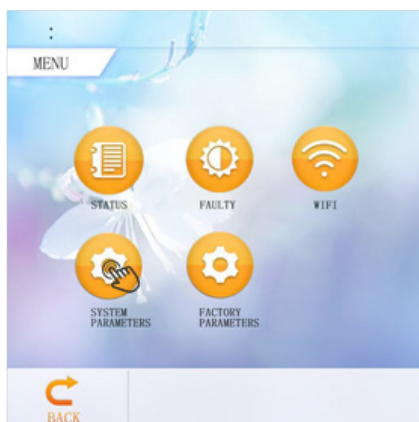 :
MENU
STATUS
FAULTY
WIFI
SYSTEM
PARAMETERS
FACTORY
PARAMETERS
BACK